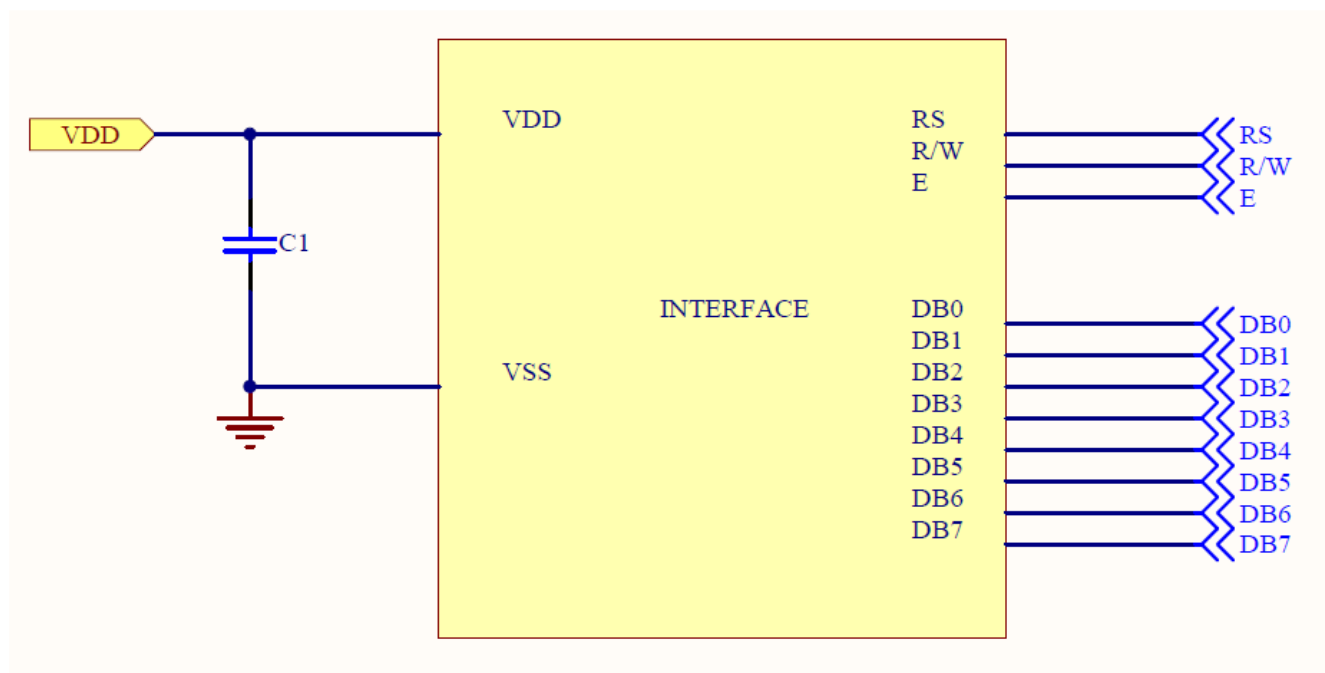 VDD
VDD
RS
RS
R/W
R/W
E
E
C1
INTERFACE
DB0
DB0
DB1
DB1
VSS
DB2
DB2
DB3
DB3
DB4
DB4
DB5
DB5
DB6
DB6
DB7
DB7